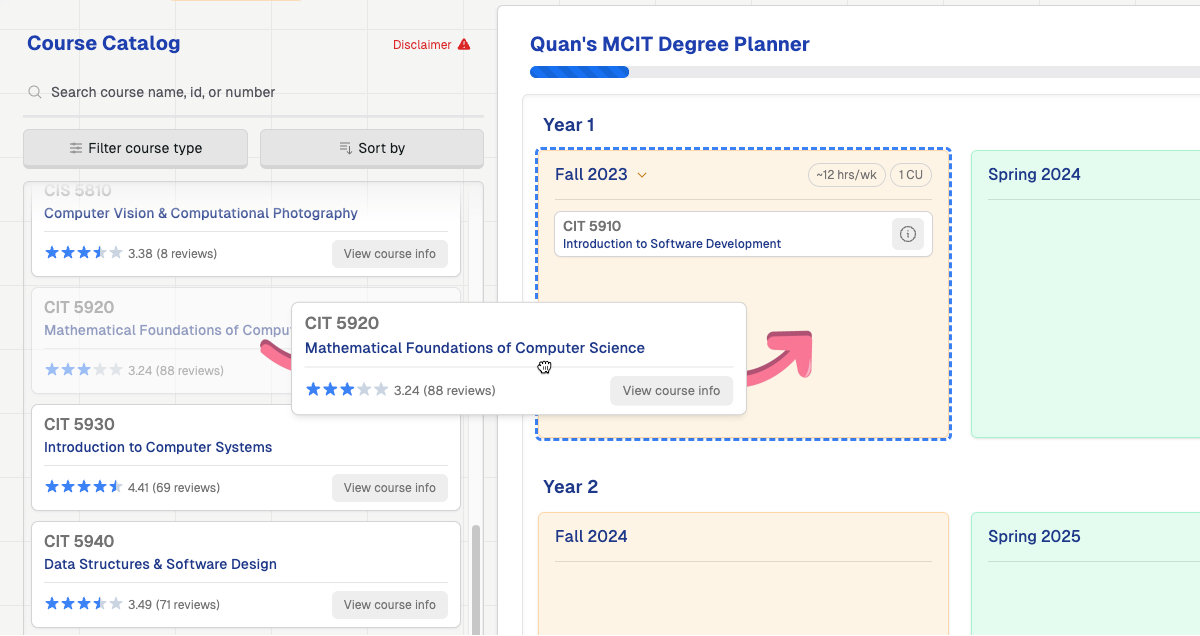 Course Catalog
Disclaimer
Search course name, id, or number
Filter course type
Sort by
CIS 5810
Computer Vision & Computational Photography
3.38 (8 reviews)
View course info
CIT 5920
Mathematical Foundations of Compu
3.24 (88 reviews)
CIT 5930
Introduction to Computer Systems
4.41 (69 reviews)
View course info
CIT 5940
Data Structures & Software Design
3.49 (71 reviews)
View course info
CIT 5920
Mathematical Foundations of Computer Science
3.24 (88 reviews)
View course info
Quan's MCIT Degree Planner
Year 1
Fall 2023
~12 hrs/wk
1 CU
CIT 5910
Introduction to Software Development
Spring 2024
Year 2
Fall 2024
Spring 2025